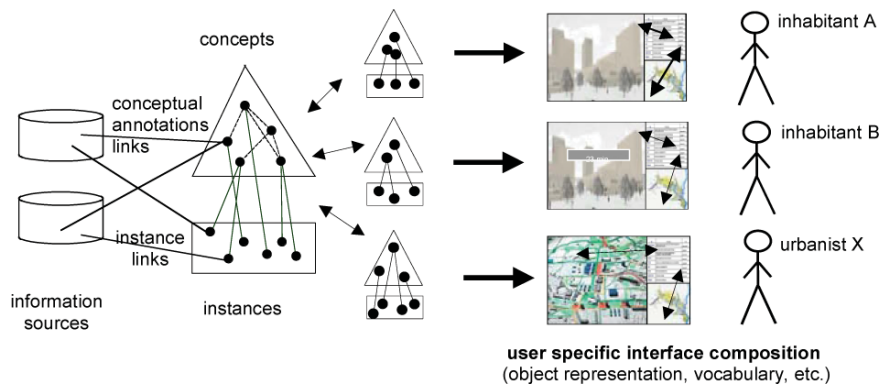 concepts
conceptual
annotations
links
instance
links
information
sources
instances
inhabitant A
inhabitant B
urbanist X
user specific interface composition
(object representation, vocabulary, etc.)